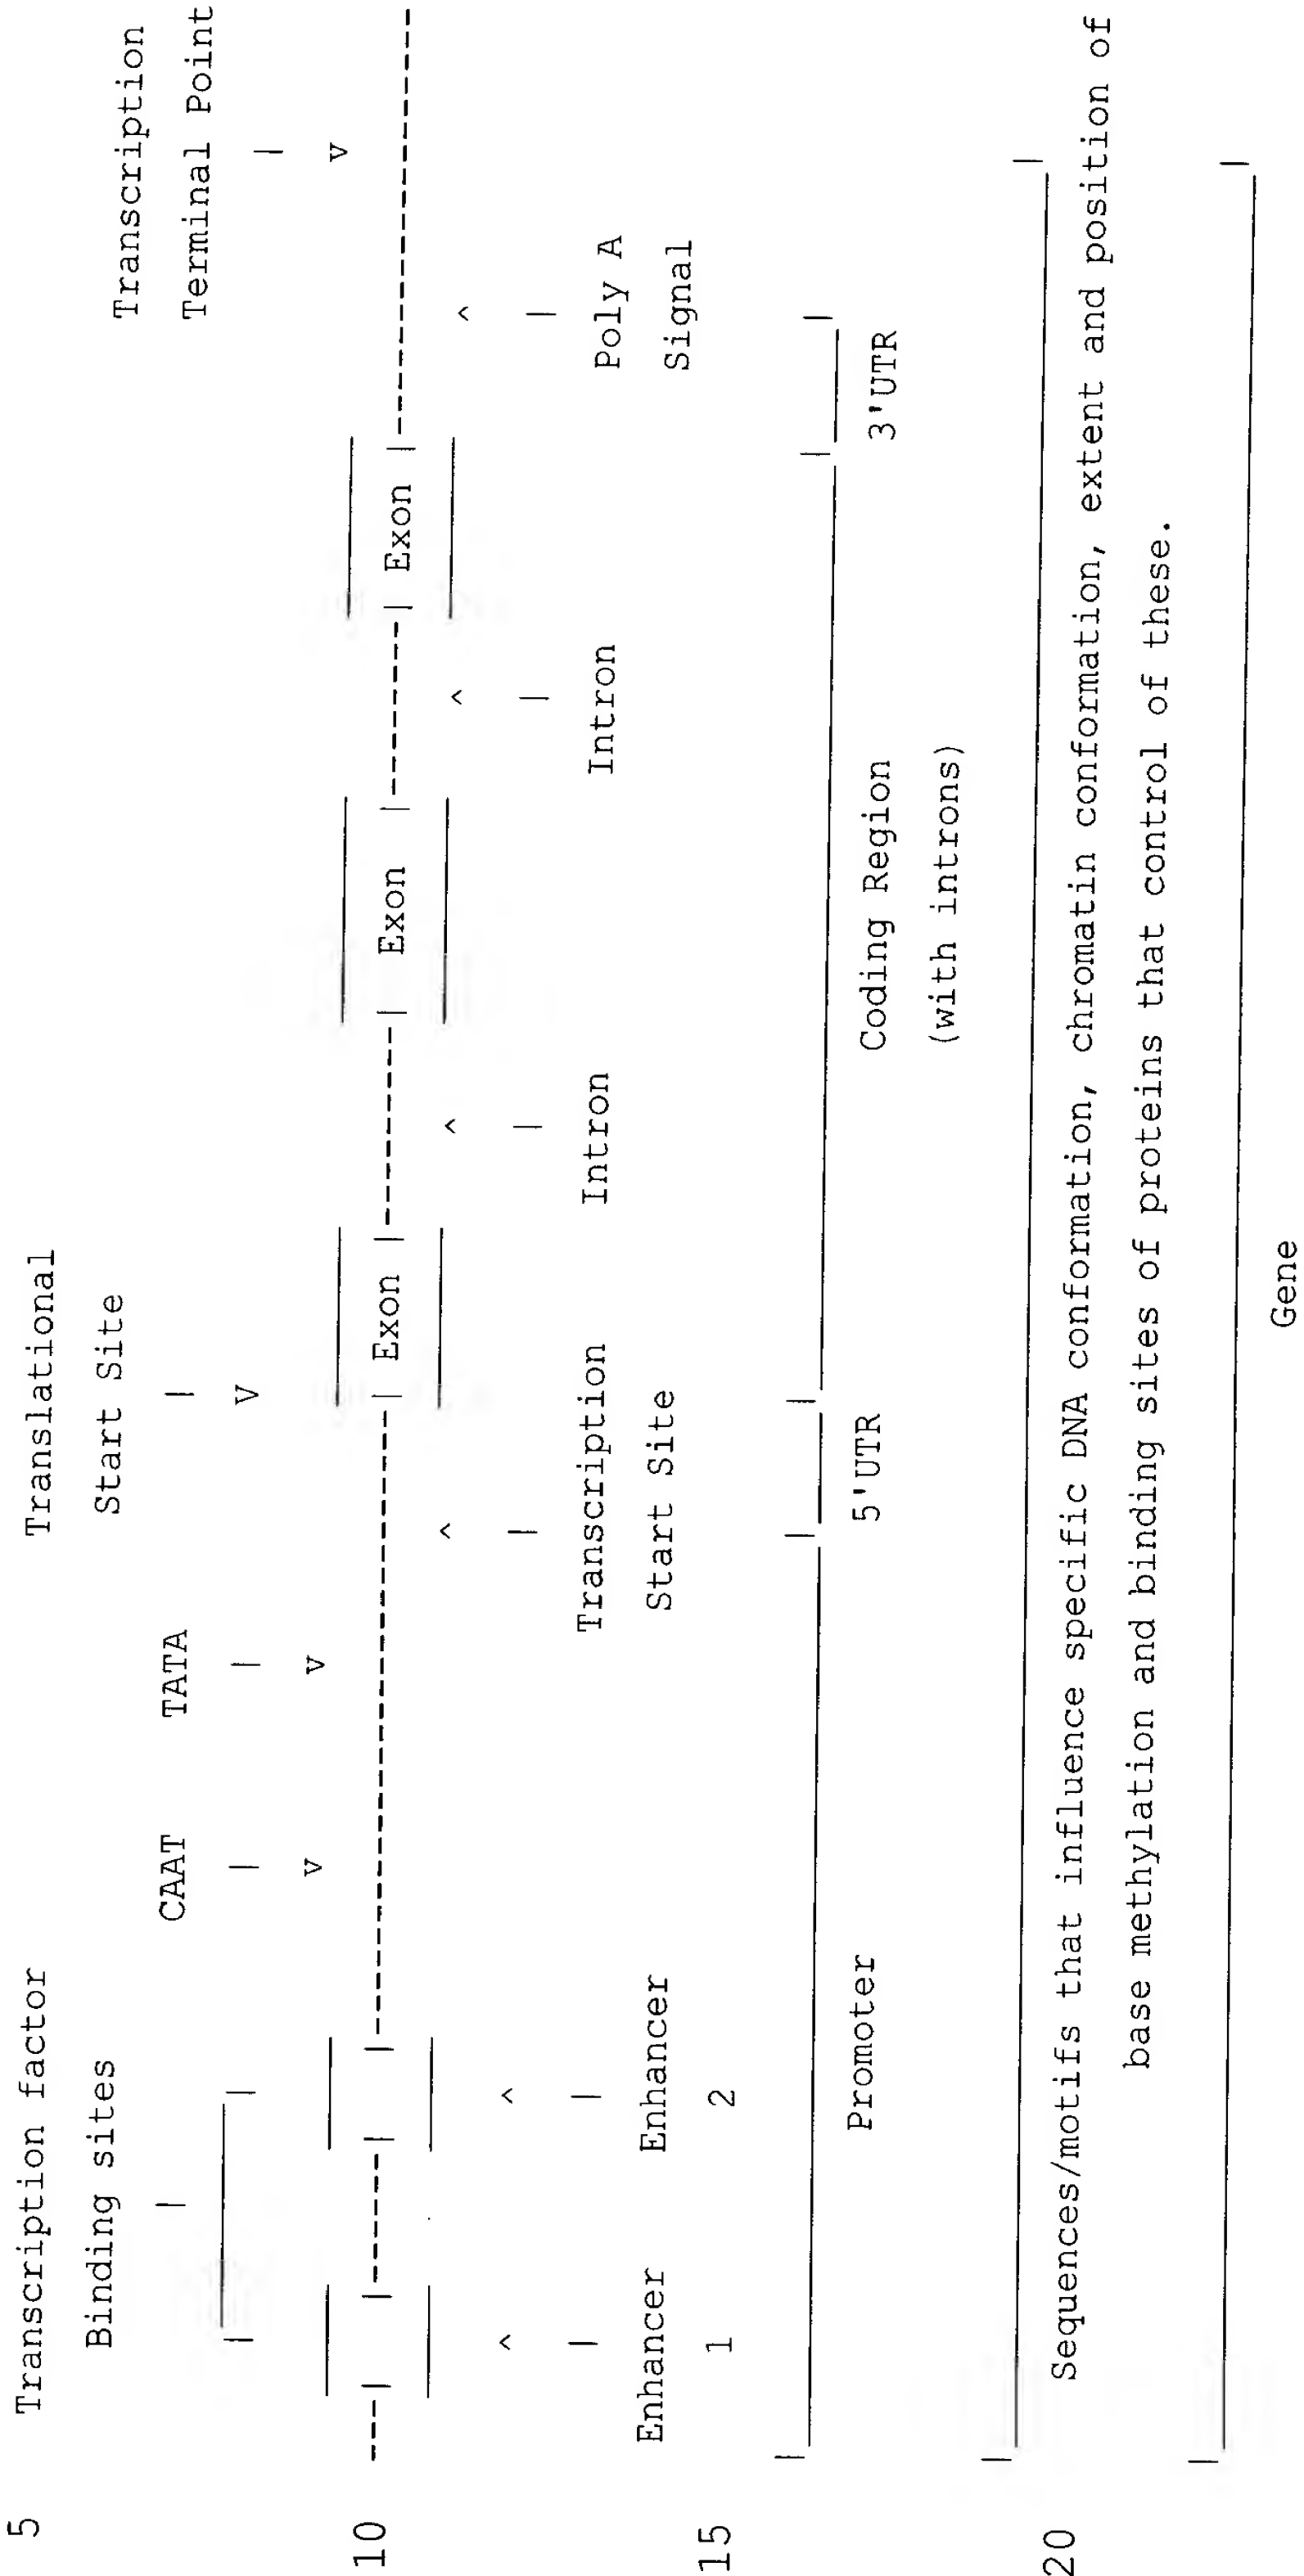 5 Transcription factor Translational Transcription
Binding sites Start Site Terminal Point
CAAT TATA
10 Exon Exon Exon
Transcription Intron Intron Poly A
Start Site Signal
Enhancer Enhancer
15 1 2
Promoter 5'UTR Coding Region 3'UTR
(with introns)
20 Sequences/motifs that influence specific DNA conformation, chromatin conformation, extent and position of
base methylation and binding sites of proteins that control of these.
Gene